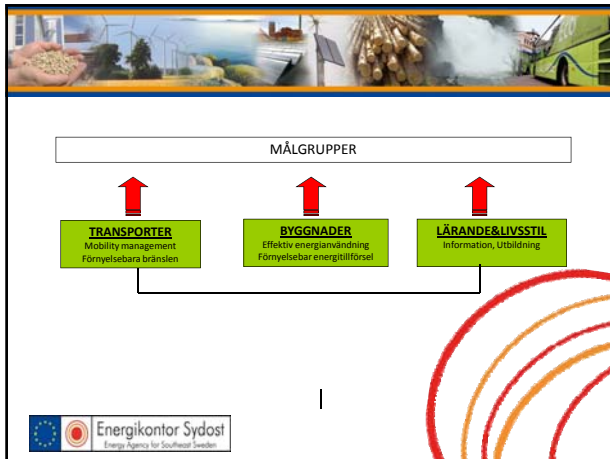 MÅLGRUPPER
TRANSPORTER
Mobility management
Förnyelsebara bränslen
BYGGNADER
Effektiv energianvändning
Förnyelsebar energitillförsel
LÄRANDE&LIVSSTIL
Information, Utbildning
Energikontor Sydost
Energy Agency for Southeast Sweden